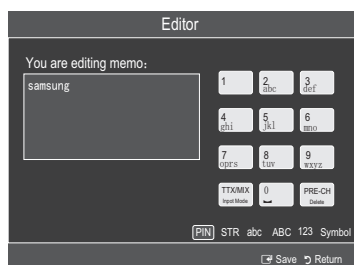 Editor
You are editing memo:
samsung
1 2 3
abc def
4 5 6
ghi jkl mno
7 8 9
oprs tuv wxyz
TTX/MIX 0 PRE-CH
Input Mode Delete
PIN STR abc ABC 123 Symbol
Save Return